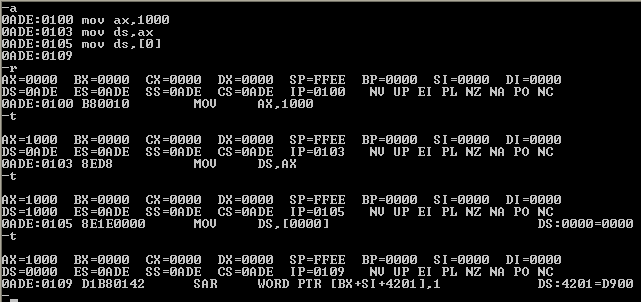 -a
0ADE:0100 mov ax,1000
0ADE:0103 mov ds,ax
0ADE:0105 mov ds,[0]
0ADE:0109
-r
AX=0000  BX=0000  CX=0000  DX=0000  SP=FFEE  BP=0000  SI=0000  DI=0000
DS=0ADE  ES=0ADE  SS=0ADE  CS=0ADE  IP=0100   NV UP EI PL NZ NA PO NC
0ADE:0100 B80010        MOV     AX,1000
-t
AX=1000  BX=0000  CX=0000  DX=0000  SP=FFEE  BP=0000  SI=0000  DI=0000
DS=0ADE  ES=0ADE  SS=0ADE  CS=0ADE  IP=0103   NV UP EI PL NZ NA PO NC
0ADE:0103 8ED8          MOV     DS,AX
-t
AX=1000  BX=0000  CX=0000  DX=0000  SP=FFEE  BP=0000  SI=0000  DI=0000
DS=1000  ES=0ADE  SS=0ADE  CS=0ADE  IP=0105   NV UP EI PL NZ NA PO NC
0ADE:0105 8E1E0000      MOV     DS,[0000]                          DS:0000=0000
-t
AX=1000  BX=0000  CX=0000  DX=0000  SP=FFEE  BP=0000  SI=0000  DI=0000
DS=0000  ES=0ADE  SS=0ADE  CS=0ADE  IP=0109   NV UP EI PL NZ NA PO NC
0ADE:0109 D1B80142      SAR     WORD PTR [BX+SI+4201],1            DS:4201=D900
-